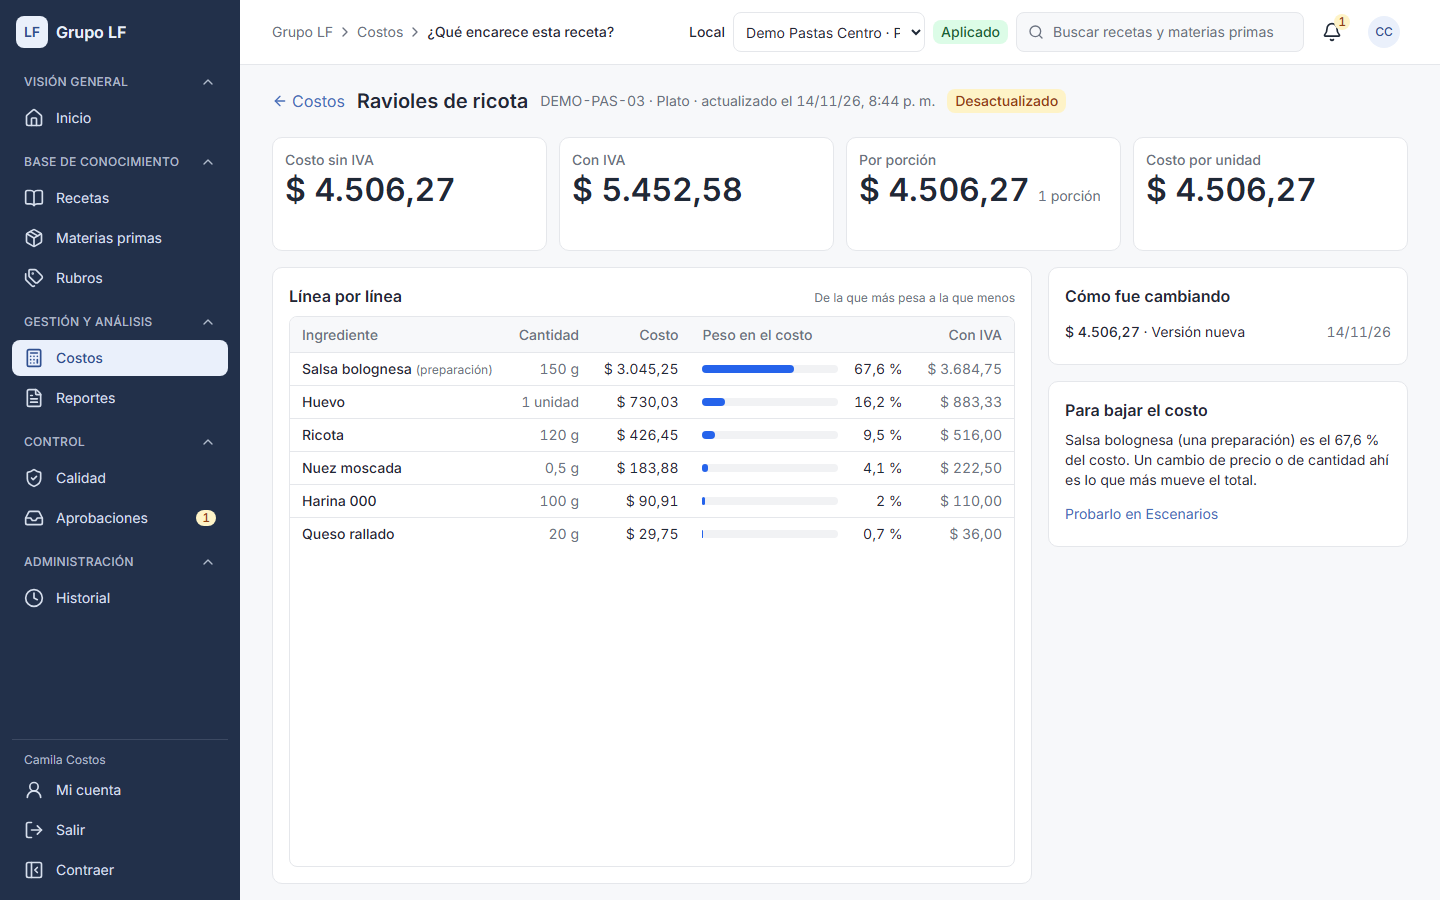 LF Grupo LF
VISIÓN GENERAL
Inicio
BASE DE CONOCIMIENTO
Recetas
Materias primas
Rubros
GESTIÓN Y ANÁLISIS
Costos
Reportes
CONTROL
Calidad
Aprobaciones 1
ADMINISTRACIÓN
Historial
Camila Costos
Mi cuenta
Salir
Contraer
Grupo LF > Costos > ¿Qué encarece esta receta?
Local Demo Pastas Centro · P Aplicado Buscar recetas y materias primas 1 CC
← Costos Ravioles de ricota DEMO-PAS-03 · Plato · actualizado el 14/11/26, 8:44 p. m. Desactualizado
Costo sin IVA
$ 4.506,27
Con IVA
$ 5.452,58
Por porción
$ 4.506,27 1 porción
Costo por unidad
$ 4.506,27
Línea por línea De la que más pesa a la que menos
Ingrediente Cantidad Costo Peso en el costo Con IVA
Salsa bolognesa (preparación) 150 g $ 3.045,25 67,6 % $ 3.684,75
Huevo 1 unidad $ 730,03 16,2 % $ 883,33
Ricota 120 g $ 426,45 9,5 % $ 516,00
Nuez moscada 0,5 g $ 183,88 4,1 % $ 222,50
Harina 000 100 g $ 90,91 2 % $ 110,00
Queso rallado 20 g $ 29,75 0,7 % $ 36,00
Cómo fue cambiando
$ 4.506,27 · Versión nueva 14/11/26
Para bajar el costo
Salsa bolognesa (una preparación) es el 67,6 %
del costo. Un cambio de precio o de cantidad ahí
es lo que más mueve el total.
Probarlo en Escenarios